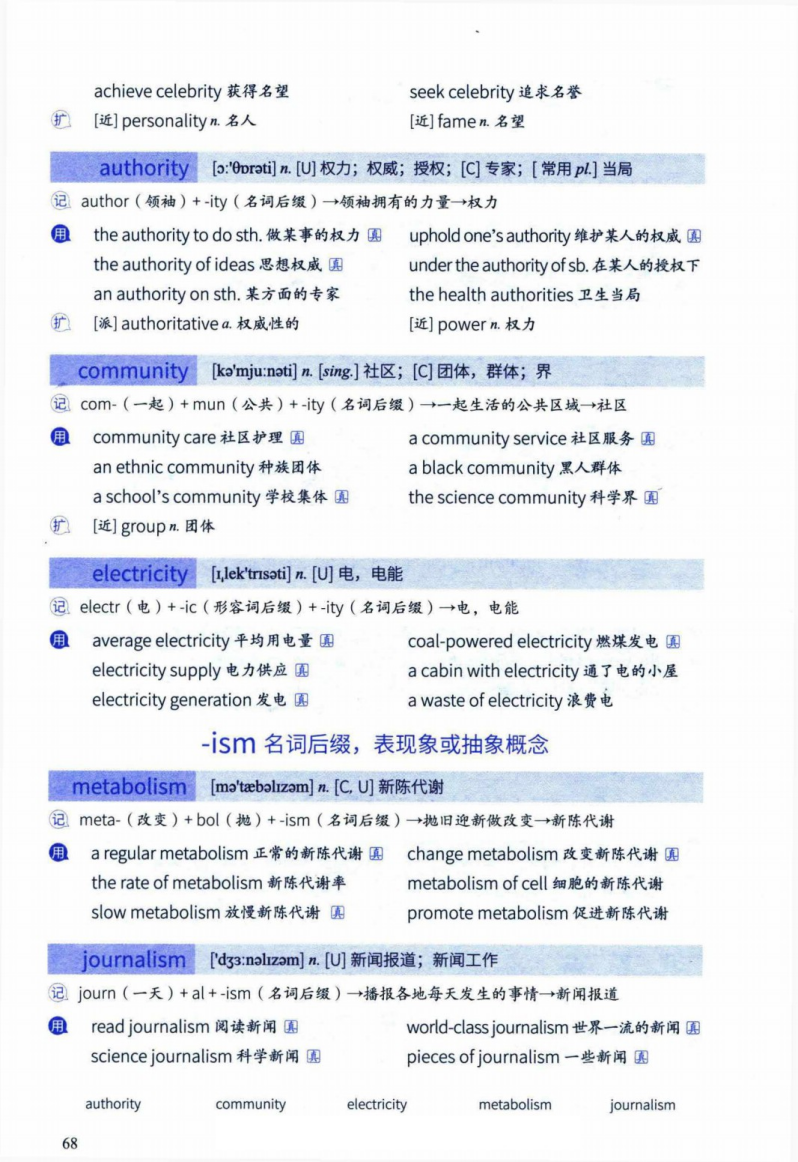 achieve celebrity 获得名望 seek celebrity 追求名誉
扩 [近] personality n. 名人 [近] fame n. 名望
authority [ɔ:'θɒrəti] n. [U] 权力；权威；授权；[C] 专家；[ 常用 pl.] 当局
记 author（领袖）+ -ity（名词后缀）→领袖拥有的力量→权力
用 the authority to do sth. 做某事的权力 真 uphold one's authority 维护某人的权威 真
the authority of ideas 思想权威 真 under the authority of sb. 在某人的授权下
an authority on sth. 某方面的专家 the health authorities 卫生当局
扩 [派] authoritative a. 权威性的 [近] power n. 权力
community [kə'mju:nəti] n. [sing.] 社区；[C] 团体，群体；界
记 com-（一起）+ mun（公共）+ -ity（名词后缀）→一起生活的公共区域→社区
用 community care 社区护理 真 a community service 社区服务 真
an ethnic community 种族团体 a black community 黑人群体
a school's community 学校集体 真 the science community 科学界 真
扩 [近] group n. 团体
electricity [ɪˌlek'trɪsəti] n. [U] 电，电能
记 electr（电）+ -ic（形容词后缀）+ -ity（名词后缀）→电，电能
用 average electricity 平均用电量 真 coal-powered electricity 燃煤发电 真
electricity supply 电力供应 真 a cabin with electricity 通了电的小屋
electricity generation 发电 真 a waste of electricity 浪费电
-ism 名词后缀，表现象或抽象概念
metabolism [mə'tæbəlɪzəm] n. [C, U] 新陈代谢
记 meta-（改变）+ bol（抛）+ -ism（名词后缀）→抛旧迎新做改变→新陈代谢
用 a regular metabolism 正常的新陈代谢 真 change metabolism 改变新陈代谢 真
the rate of metabolism 新陈代谢率 metabolism of cell 细胞的新陈代谢
slow metabolism 放慢新陈代谢 真 promote metabolism 促进新陈代谢
journalism ['dʒɜ:nəlɪzəm] n. [U] 新闻报道；新闻工作
记 journ（一天）+ al + -ism（名词后缀）→播报各地每天发生的事情→新闻报道
用 read journalism 阅读新闻 真 world-class journalism 世界一流的新闻 真
science journalism 科学新闻 真 pieces of journalism 一些新闻 真
authority community electricity metabolism journalism
68